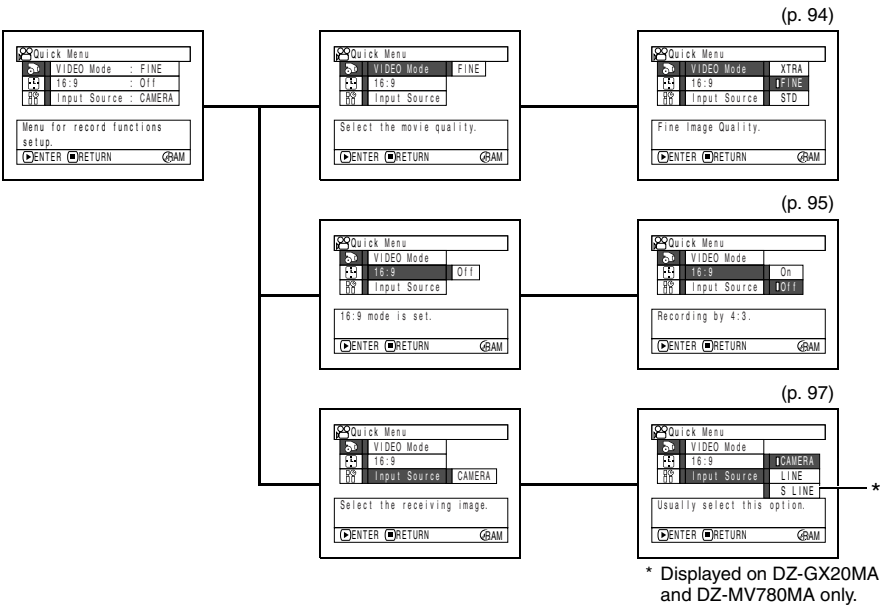 (p. 94)
Quick Menu
VIDEO Mode : FINE
16:9 : Off
Input Source : CAMERA
Menu for record functions
setup.
ENTER RETURN RAM
Quick Menu
VIDEO Mode FINE
16:9
Input Source
Select the movie quality.
ENTER RETURN RAM
Quick Menu
VIDEO Mode XTRA
16:9 FINE
Input Source STD
Fine Image Quality.
ENTER RETURN RAM
(p. 95)
Quick Menu
VIDEO Mode
16:9 Off
Input Source
16:9 mode is set.
ENTER RETURN RAM
Quick Menu
VIDEO Mode
16:9 On
Input Source Off
Recording by 4:3.
ENTER RETURN RAM
(p. 97)
Quick Menu
VIDEO Mode
16:9
Input Source CAMERA
Select the receiving image.
ENTER RETURN RAM
Quick Menu
VIDEO Mode
16:9 CAMERA
Input Source LINE
S LINE *
Usually select this option.
ENTER RETURN RAM
* Displayed on DZ-GX20MA
and DZ-MV780MA only.